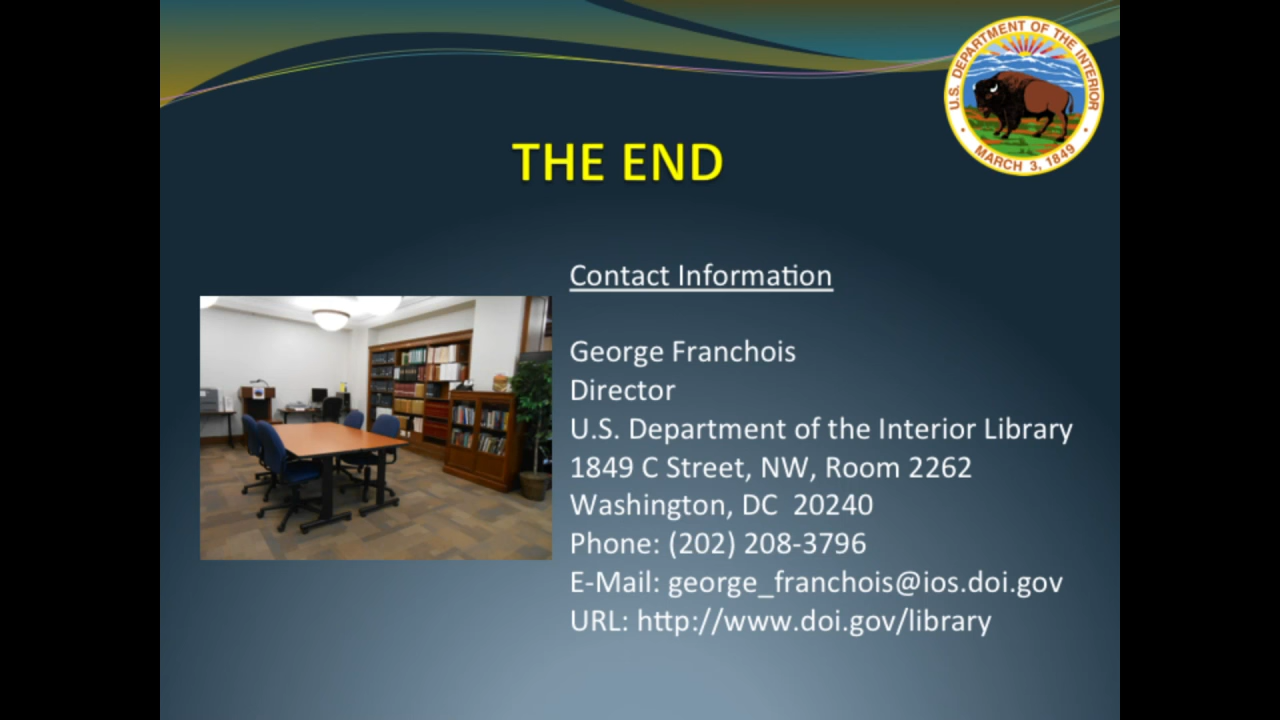 U.S. DEPARTMENT OF THE INTERIOR
MARCH 3, 1849
THE END
Contact Information
George Franchois
Director
U.S. Department of the Interior Library
1849 C Street, NW, Room 2262
Washington, DC  20240
Phone: (202) 208-3796
E-Mail: george_franchois@ios.doi.gov
URL: http://www.doi.gov/library